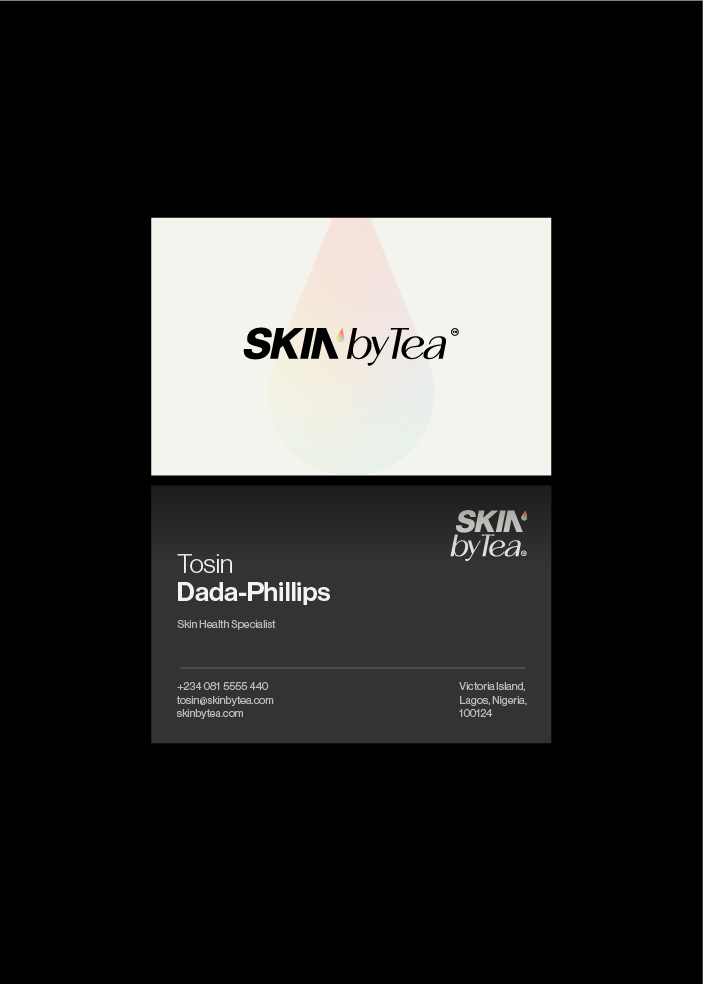 SKIN byTea
Tosin
Dada-Phillips
Skin Health Specialist
SKIN
byTea
+234 081 5555 440
tosin@skinbytea.com
skinbytea.com
Victoria Island,
Lagos, Nigeria,
100124